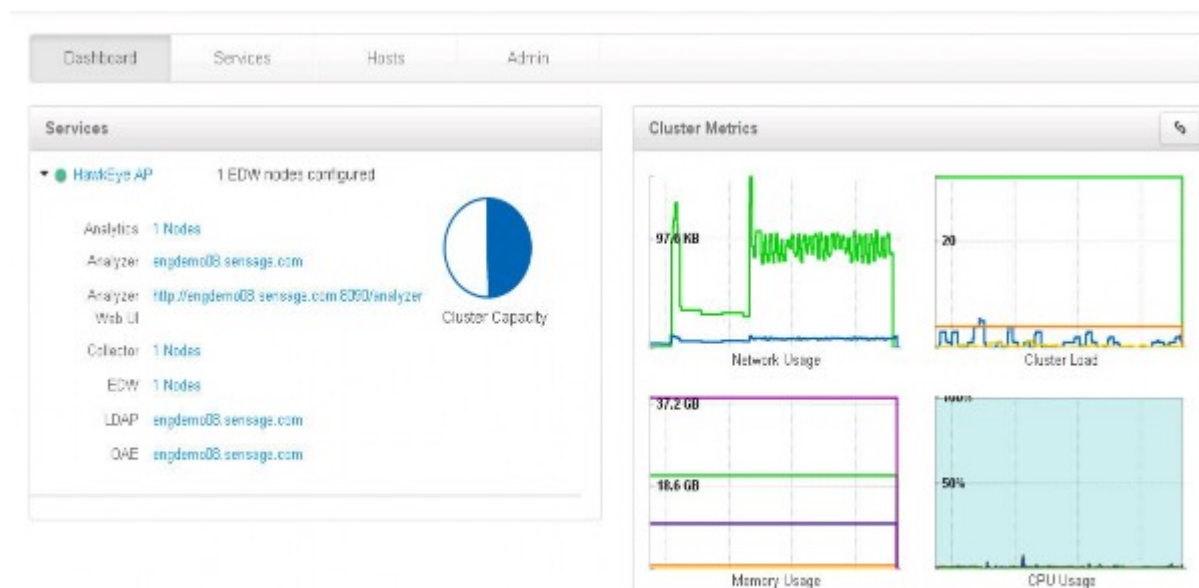 Dashboard Services Hosts Admin
Services
HawkEye AP 1 EDW nodes configured
Analytics 1 Nodes
Analyzer engdemo08.sensage.com
Analyzer http://engdemo08.sensage.com:8090/analyzer
Web UI
Cluster Capacity
Collector 1 Nodes
EDW 1 Nodes
LDAP engdemo08.sensage.com
OAE engdemo08.sensage.com
Cluster Metrics
97.6 KB
Network Usage
20
Cluster Load
37.2 GB
18.6 GB
Memory Usage
100%
50%
CPU Usage